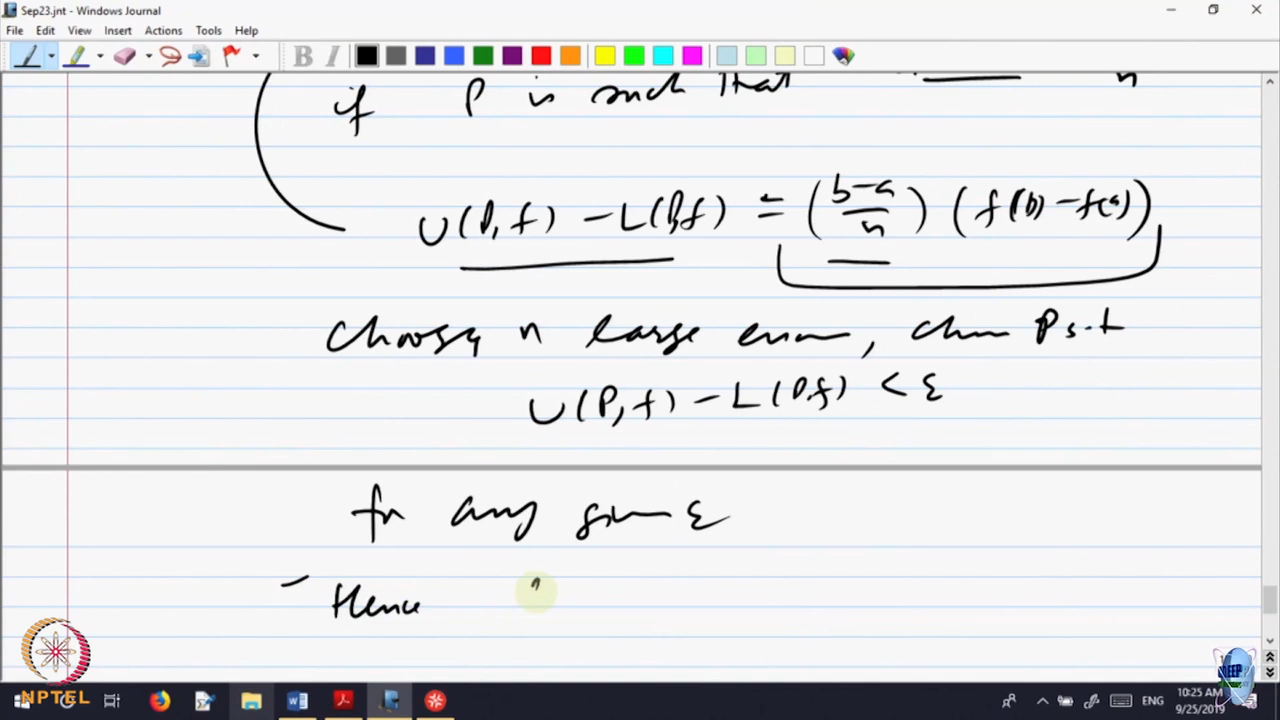 Sep23.jnt - Windows Journal
File Edit View Insert Actions Tools Help
B I
if P is such that n
U(P, f) - L(P, f) = (b-a/n) (f(b) - f(a))
Choosing n large enough, choose P s.t
U(P, f) - L(P, f) < ε
for any given ε
- Hence
NPTEL
ENG
10:25 AM
9/25/2019